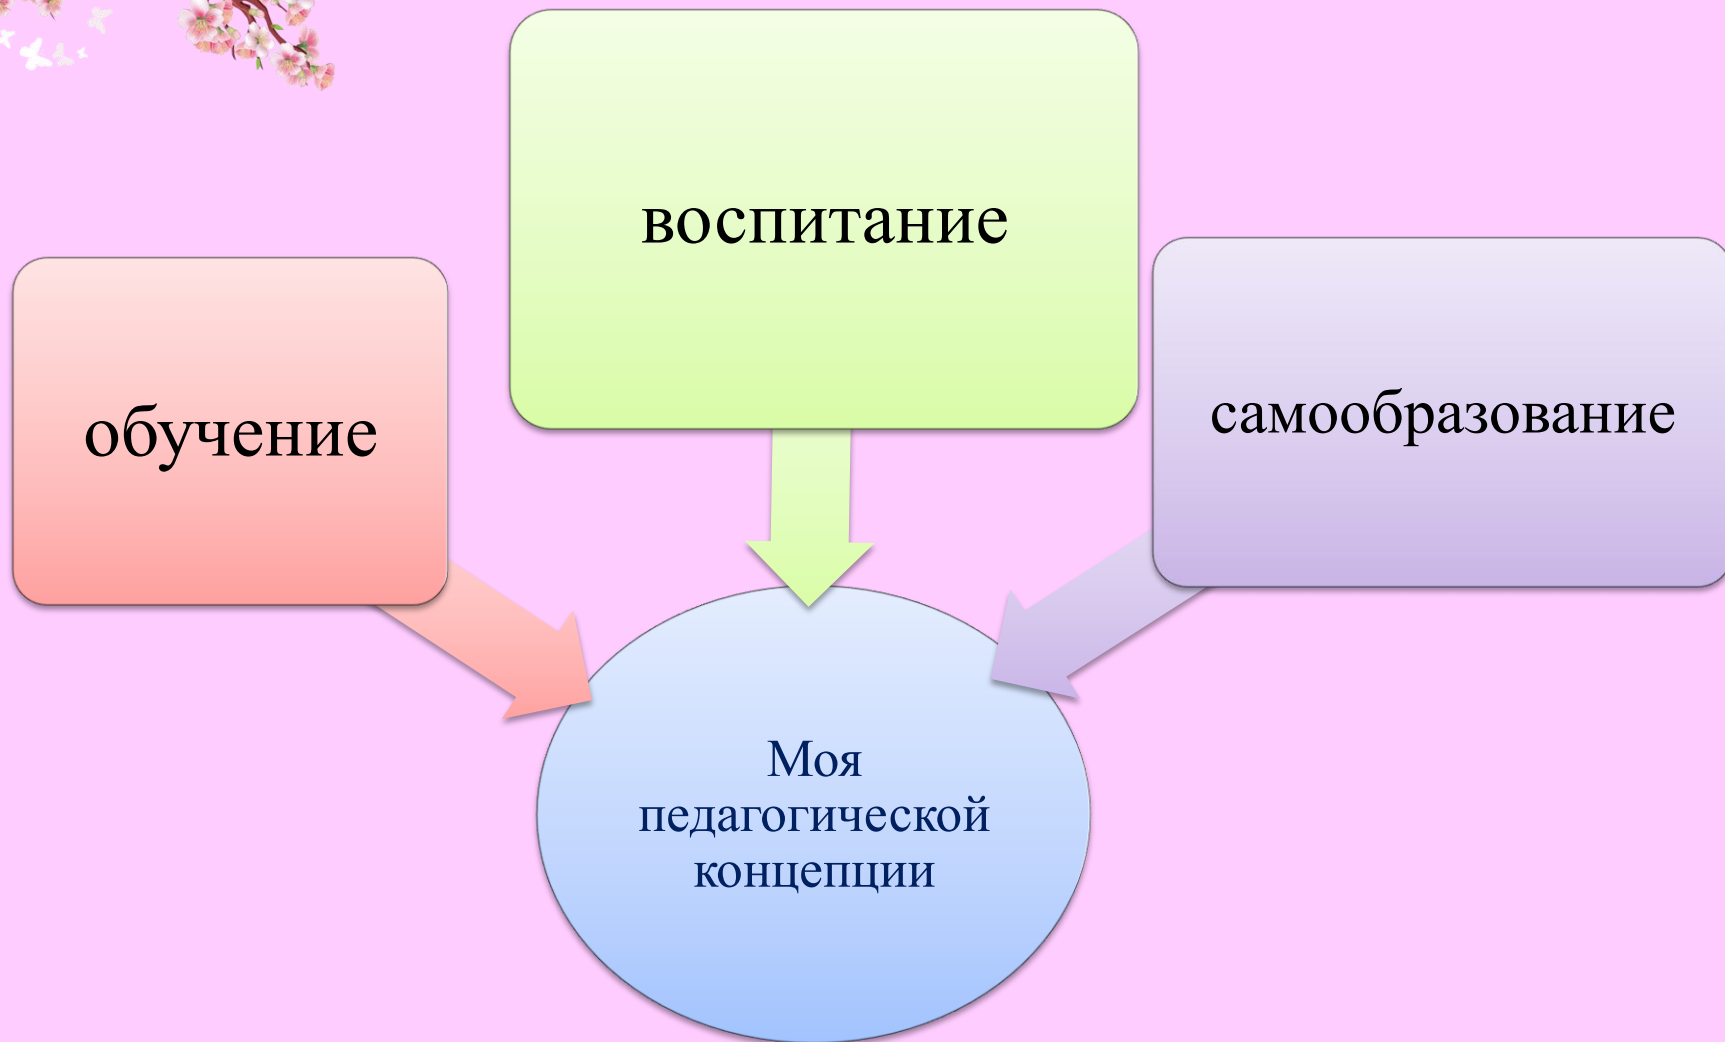 воспитание
обучение
самообразование
Моя
педагогической
концепции